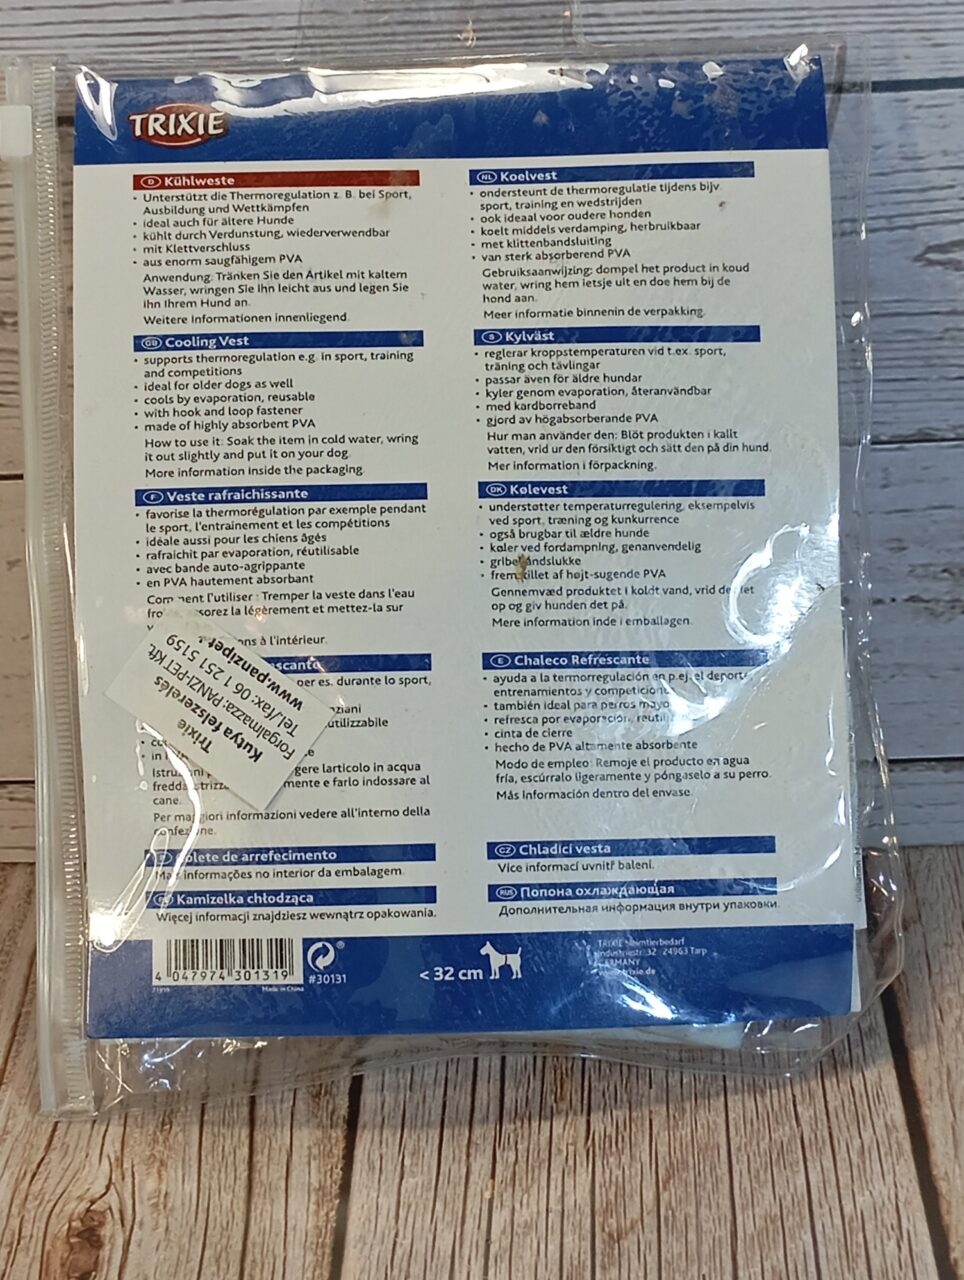 TRIXIE
D Kühlweste
• Unterstützt die Thermoregulation z. B. bei Sport,
Ausbildung und Wettkämpfen
• ideal auch für ältere Hunde
• kühlt durch Verdunstung, wiederverwendbar
• mit Klettverschluss
• aus enorm saugfähigem PVA
Anwendung: Tränken Sie den Artikel mit kaltem
Wasser, wringen Sie ihn leicht aus und legen Sie
ihn Ihrem Hund an.
Weitere Informationen innenliegend.
GB Cooling Vest
• supports thermoregulation e.g. in sport, training
and competitions
• ideal for older dogs as well
• cools by evaporation, reusable
• with hook and loop fastener
• made of highly absorbent PVA
How to use it: Soak the item in cold water, wring
it out slightly and put it on your dog.
More information inside the packaging.
F Veste rafraichissante
• favorise la thermorégulation par exemple pendant
le sport, l'entrainement et les compétitions
• idéale aussi pour les chiens âgés
• rafraichit par evaporation, réutilisable
• avec bande auto-agrippante
• en PVA hautement absorbant
Comment l'utiliser : Tremper la veste dans l'eau
la légèrement et mettez-la sur
à l'intérieur.
es. durante lo sport,
larticolo in acqua
fredda e farlo indossare al
cane.
Per maggiori informazioni vedere all'interno della
confezione.
Trixie
Kutya felszerelés
Forgalmazza: PANZI-PET Kft.
Tel./fax: 06 1 251 5159
www.panzipet
Colete de arrefecimento
Mais informações no interior da embalagem.
Kamizelka chłodząca
Więcej informacji znajdziesz wewnątrz opakowania.
NL Koelvest
• ondersteunt de thermoregulatie tijdens bijv.
sport, training en wedstrijden
• ook ideaal voor oudere honden
• koelt middels verdamping, herbruikbaar
• met klittenbandsluiting
• van sterk absorberend PVA
Gebruiksaanwijzing: dompel het product in koud
water, wring hem ietsje uit en doe hem bij de
hond aan.
Meer informatie binnenin de verpakking.
S Kylväst
• reglerar kroppstemperaturen vid t.ex. sport,
träning och tävlingar
• passar även för äldre hundar
• kyler genom evaporation, återanvändbar
• med kardborreband
• gjord av högabsorberande PVA
Hur man använder den: Blöt produkten i kallt
vatten, vrid ur den försiktigt och sätt den på din hund.
Mer information i förpackning.
DK Kølevest
• understøtter temperaturregulering, eksempelvis
ved sport, træning og kunkurrence
• også brugbar til ældre hunde
• køler ved fordampning, genanvendelig
• gribebåndslukke
• fremstillet af højt-sugende PVA
Gennemvæd produktet i koldt vand, vrid det let
op og giv hunden det på.
Mere information inde i emballagen.
E Chaleco Refrescante
• ayuda a la termorregulación en p.ej. el deporte,
entrenamientos y competiciones
• también ideal para perros mayores
• refresca por evaporación,
• cinta de cierre
• hecho de PVA altamente absorbente
Modo de empleo: Remoje el producto en agua
fría, escúrralo ligeramente y póngaselo a su perro.
Más información dentro del envase.
CZ Chladicí vesta
Více informací uvnitř balení.
RUS Попона охлаждающая
Дополнительная информация внутри упаковки.
4 047974 301319
Made in China
#30131
< 32 cm
TRIXIE Heimtierbedarf
Industriestr. 32 · 24963 Tarp
GERMANY
www.trixie.de